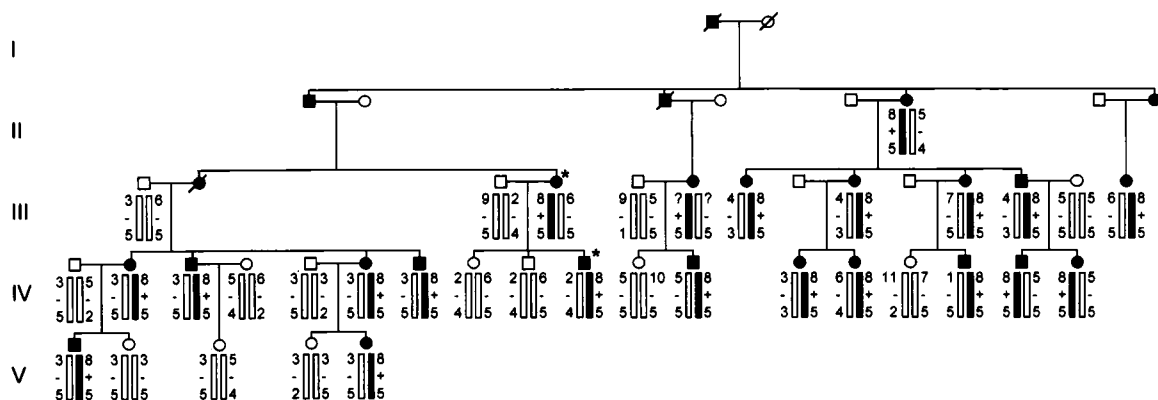 I
II
8 5
+ -
5 4
* 
III
3 6 9 2 8 6 9 5 ? ? 4 8 4 8 7 8 4 8 5 5 6 8
- - + - - + - - + - + - + - + - - +
5 5 5 4 5 5 1 5 5 5 3 5 3 5 5 5 3 5 5 5 5 5
*
IV
3 5 3 8 3 8 5 6 3 3 5 8 3 8 2 6 2 6 2 8 5 10 5 8 3 8 6 8 11 7 1 8 8 5 8 5
- - + - + - - - + - + - - - + - - + - + - + - - + + - + -
5 2 5 5 5 5 4 2 5 2 5 5 5 5 4 5 4 5 4 5 5 5 5 5 3 5 4 5 2 5 5 5 5 5 5 5
V
3 8 3 3 3 5 3 3 3 8
- + - - - - +
5 5 5 5 5 4 2 5 5 5